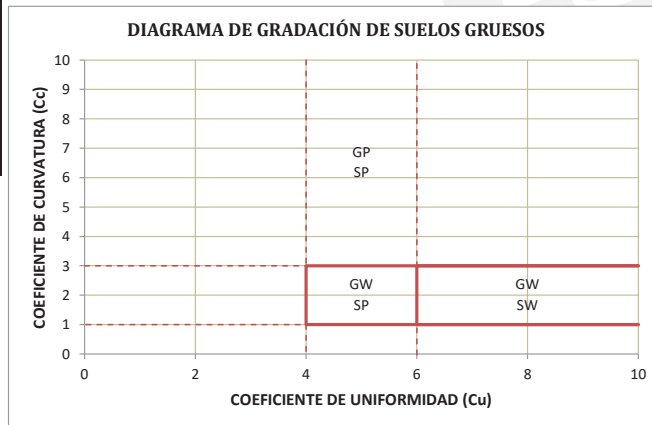 DIAGRAMA DE GRADACIÓN DE SUELOS GRUESOS
COEFICIENTE DE CURVATURA (Cc)
10
9
8
7
6
5
4
3
2
1
0
GP
SP
GW
SP
GW
SW
0 2 4 6 8 10
COEFICIENTE DE UNIFORMIDAD (Cu)